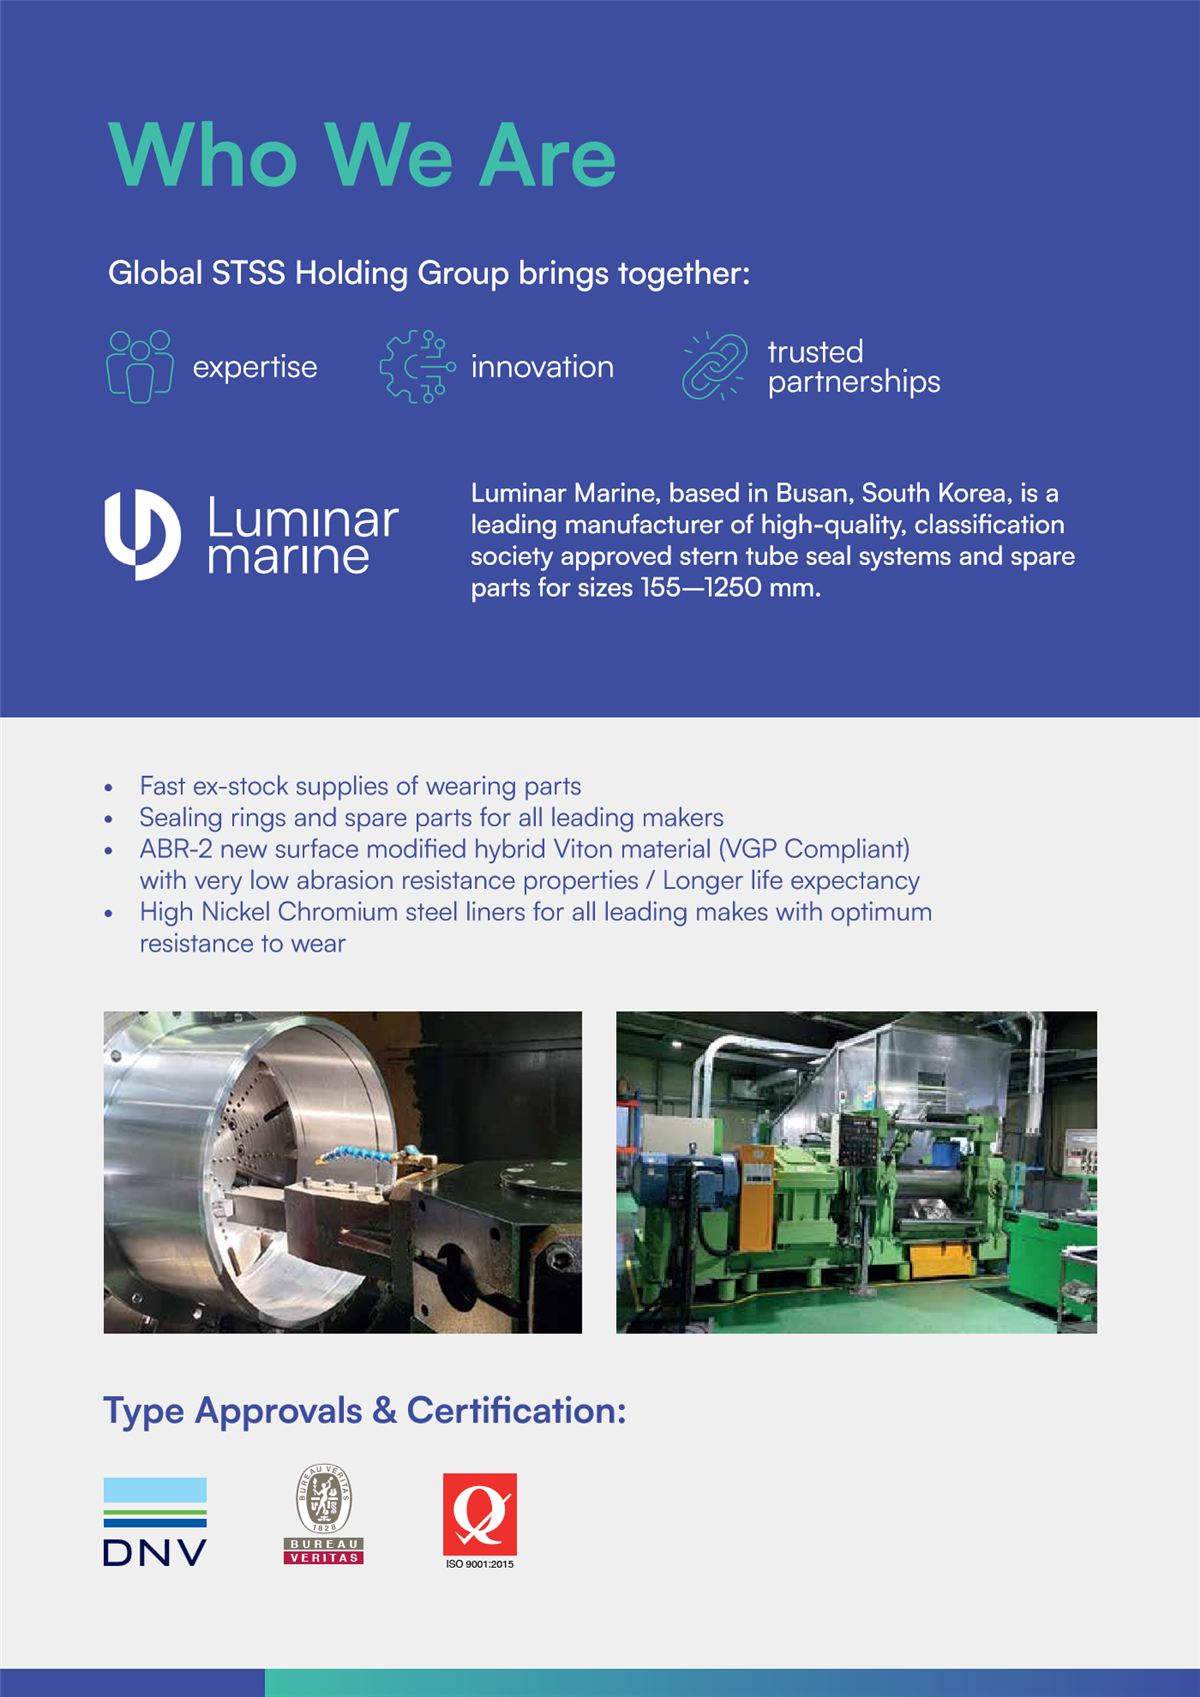 Who We Are
Global STSS Holding Group brings together:
expertise
innovation
trusted
partnerships
Luminar
marine
Luminar Marine, based in Busan, South Korea, is a
leading manufacturer of high-quality, classification
society approved stern tube seal systems and spare
parts for sizes 155—1250 mm.
• Fast ex-stock supplies of wearing parts
• Sealing rings and spare parts for all leading makers
• ABR-2 new surface modified hybrid Viton material (VGP Compliant)
with very low abrasion resistance properties / Longer life expectancy
• High Nickel Chromium steel liners for all leading makes with optimum
resistance to wear
Type Approvals & Certification:
DNV
BUREAU VERITAS
1828
BUREAU
VERITAS
Q
ISO 9001:2015